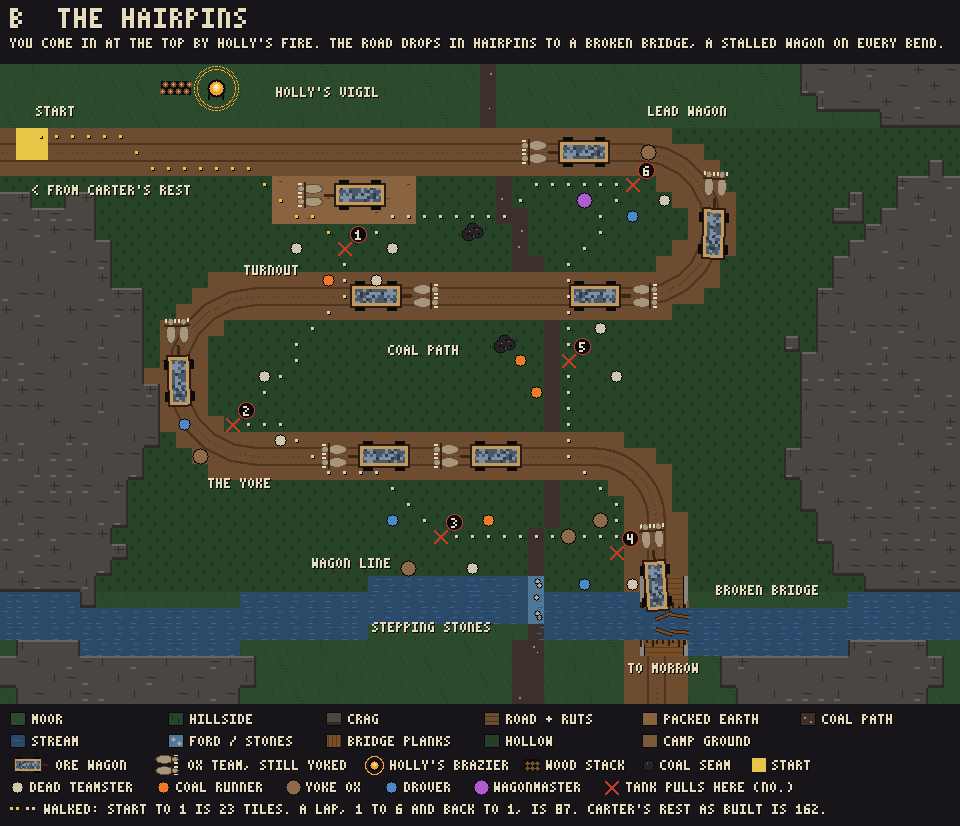 B THE HAIRPINS
YOU COME IN AT THE TOP BY HOLLY'S FIRE. THE ROAD DROPS IN HAIRPINS TO A BROKEN BRIDGE, A STALLED WAGON ON EVERY BEND.
HOLLY'S VIGIL
START
LEAD WAGON
6
< FROM CARTER'S REST
1
TURNOUT
COAL PATH
5
2
THE YOKE
3
4
WAGON LINE
BROKEN BRIDGE
STEPPING STONES
TO MORROW
MOOR HILLSIDE CRAG ROAD + RUTS PACKED EARTH COAL PATH
STREAM FORD / STONES BRIDGE PLANKS HOLLOW CAMP GROUND
ORE WAGON OX TEAM, STILL YOKED HOLLY'S BRAZIER WOOD STACK COAL SEAM START
DEAD TEAMSTER COAL RUNNER YOKE OX DROVER WAGONMASTER TANK PULLS HERE (NO.)
WALKED: START TO 1 IS 23 TILES. A LAP, 1 TO 6 AND BACK TO 1, IS 87. CARTER'S REST AS BUILT IS 162.